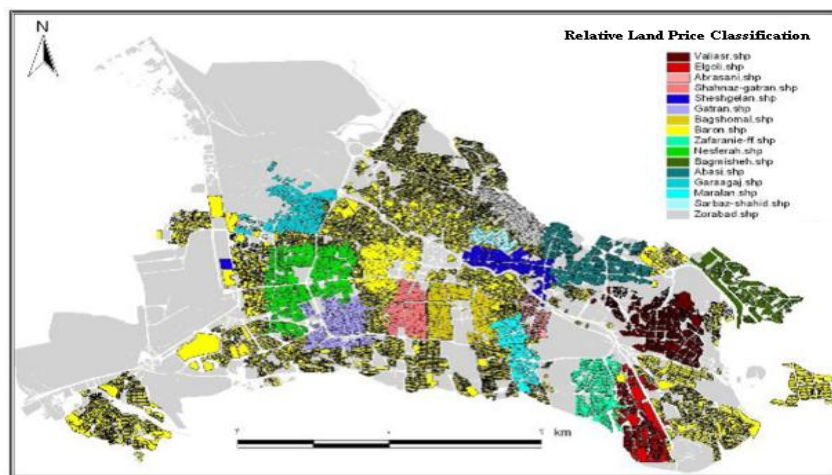 N
Relative Land Price Classification
Valiasr.shp
Elgoli.shp
Abrasani.shp
Shahnaz-gatran.shp
Sheshgelan.shp
Gatran.shp
Bagshomal.shp
Baron.shp
Zafaranie-ff.shp
Nesferah.shp
Bagmisheh.shp
Abasi.shp
Garaagaj.shp
Maralan.shp
Sarbaz-shahid.shp
Zorabad.shp
km